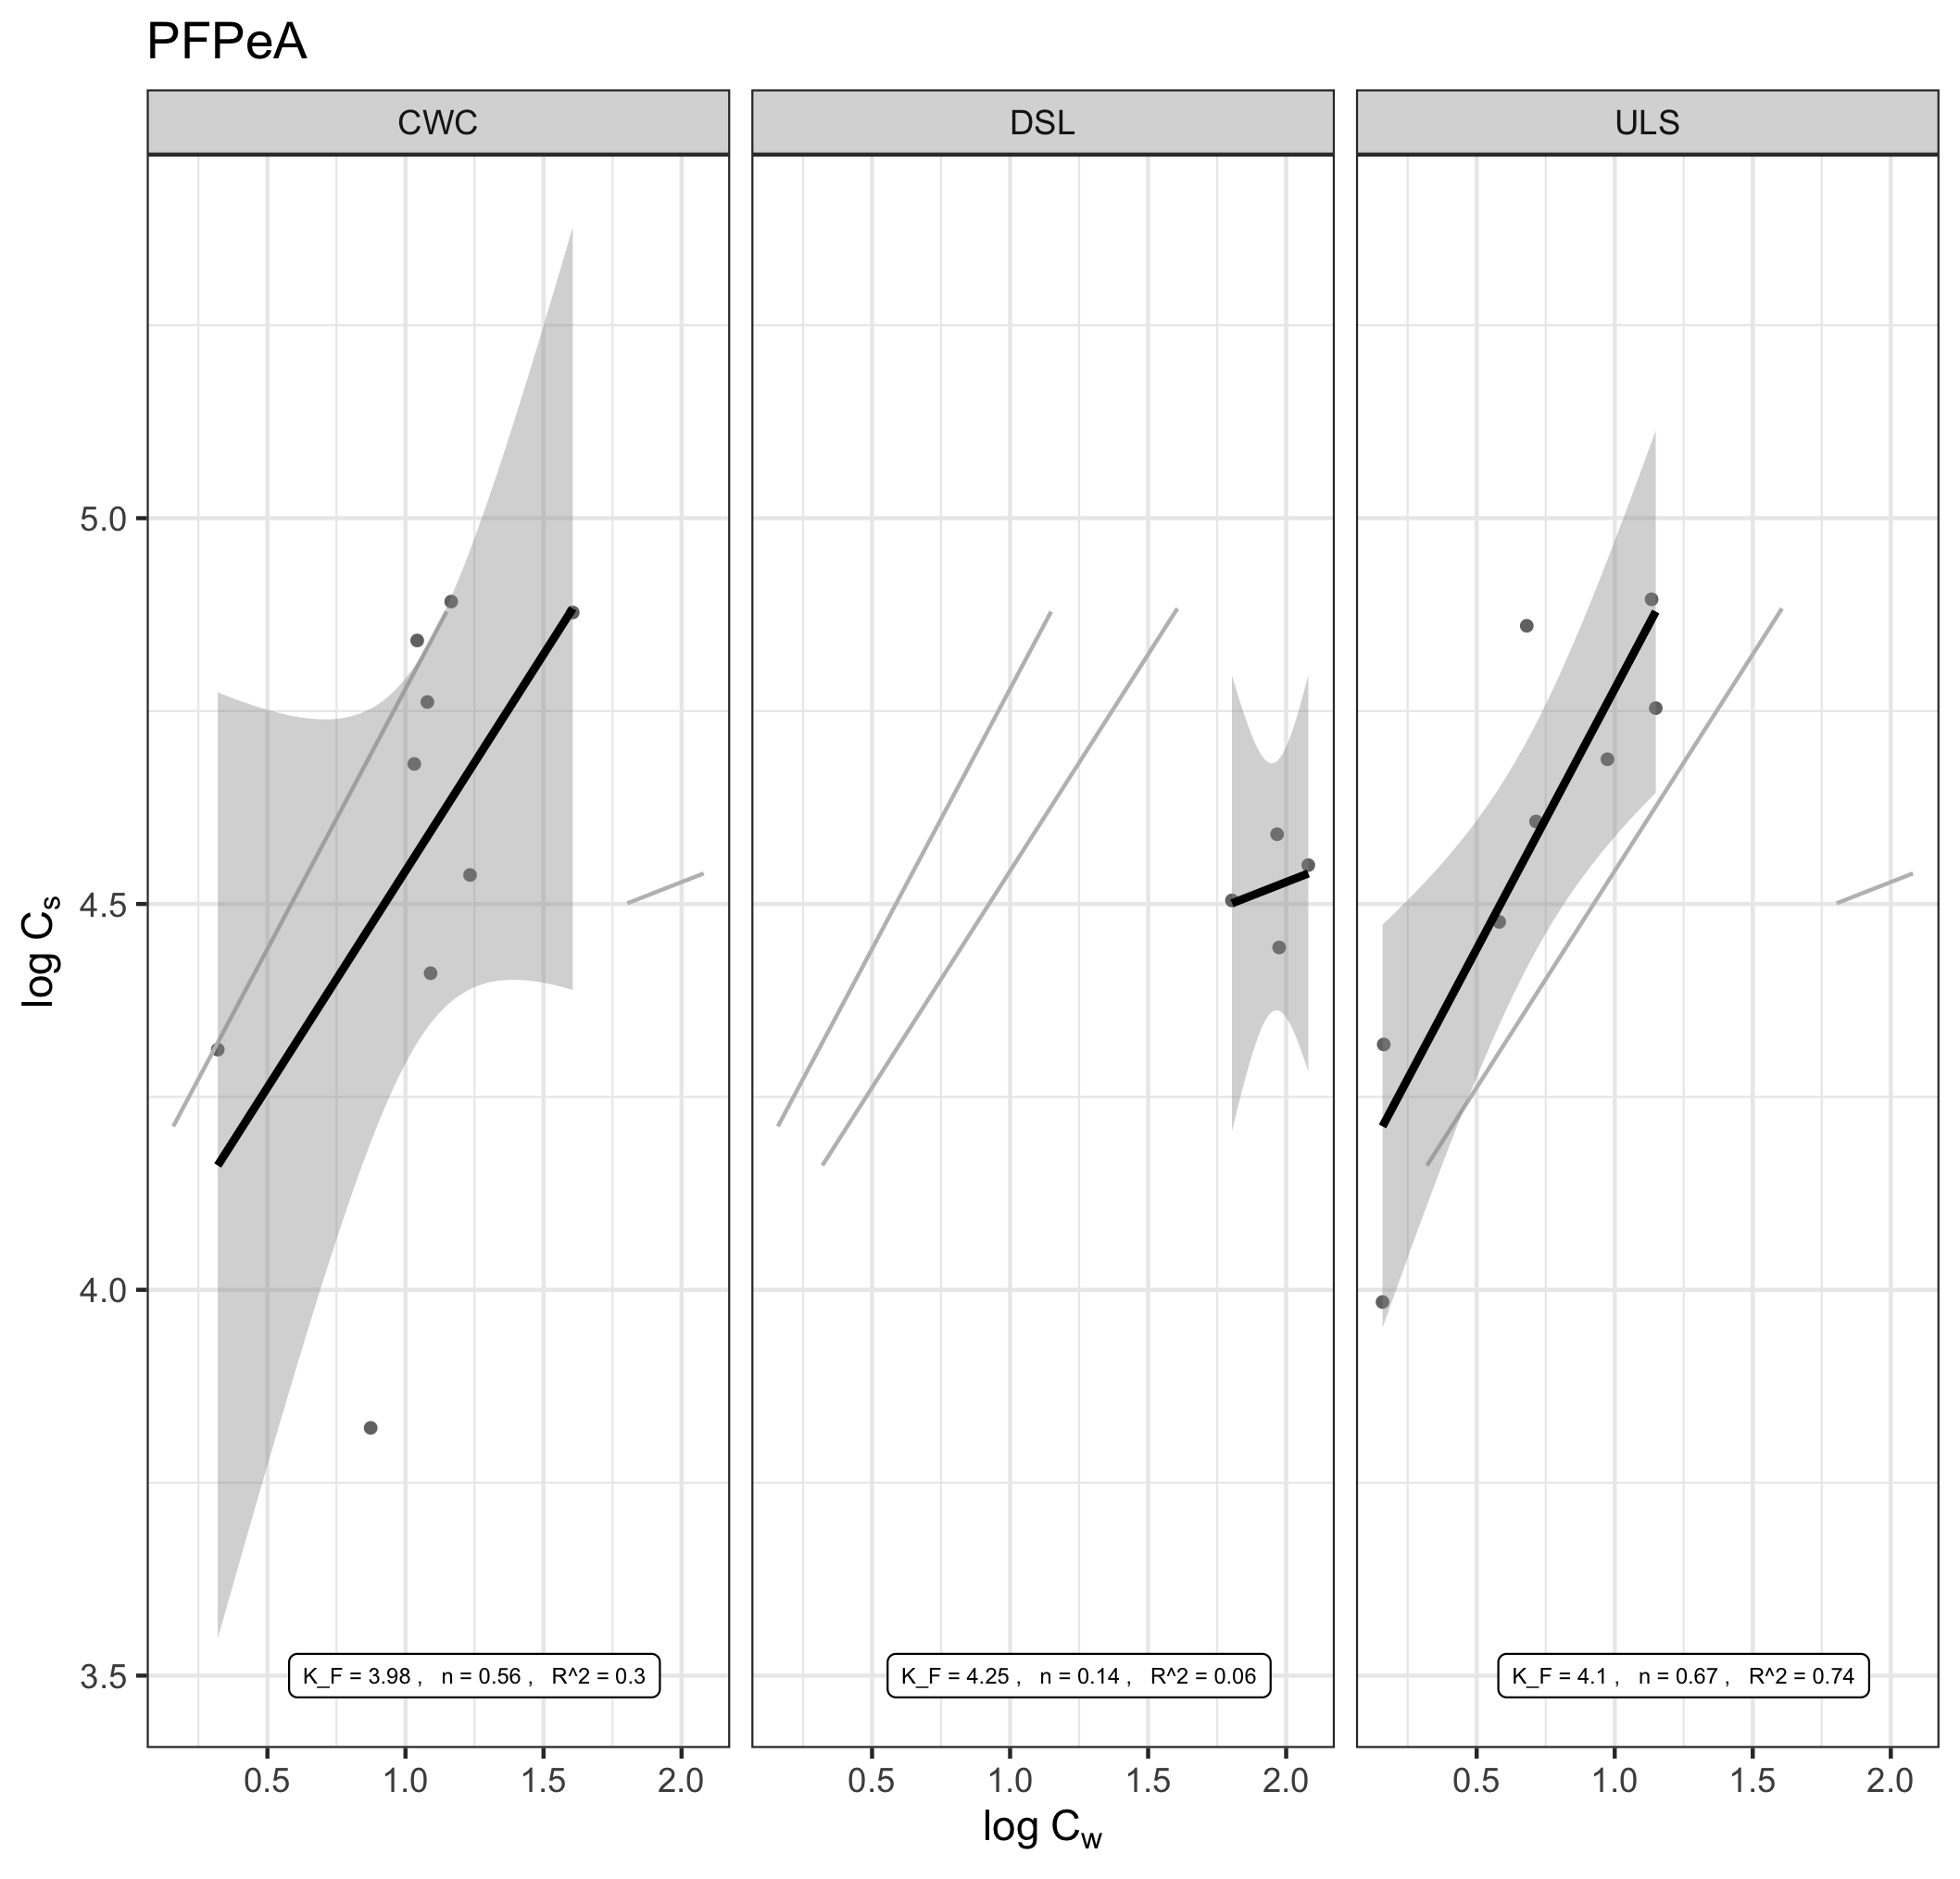 PFPeA
CWC DSL ULS
5.0
4.5
4.0
3.5
log Cs
K_F = 3.98 , n = 0.56 , R^2 = 0.3
K_F = 4.25 , n = 0.14 , R^2 = 0.06
K_F = 4.1 , n = 0.67 , R^2 = 0.74
0.5 1.0 1.5 2.0 0.5 1.0 1.5 2.0 0.5 1.0 1.5 2.0
log Cw